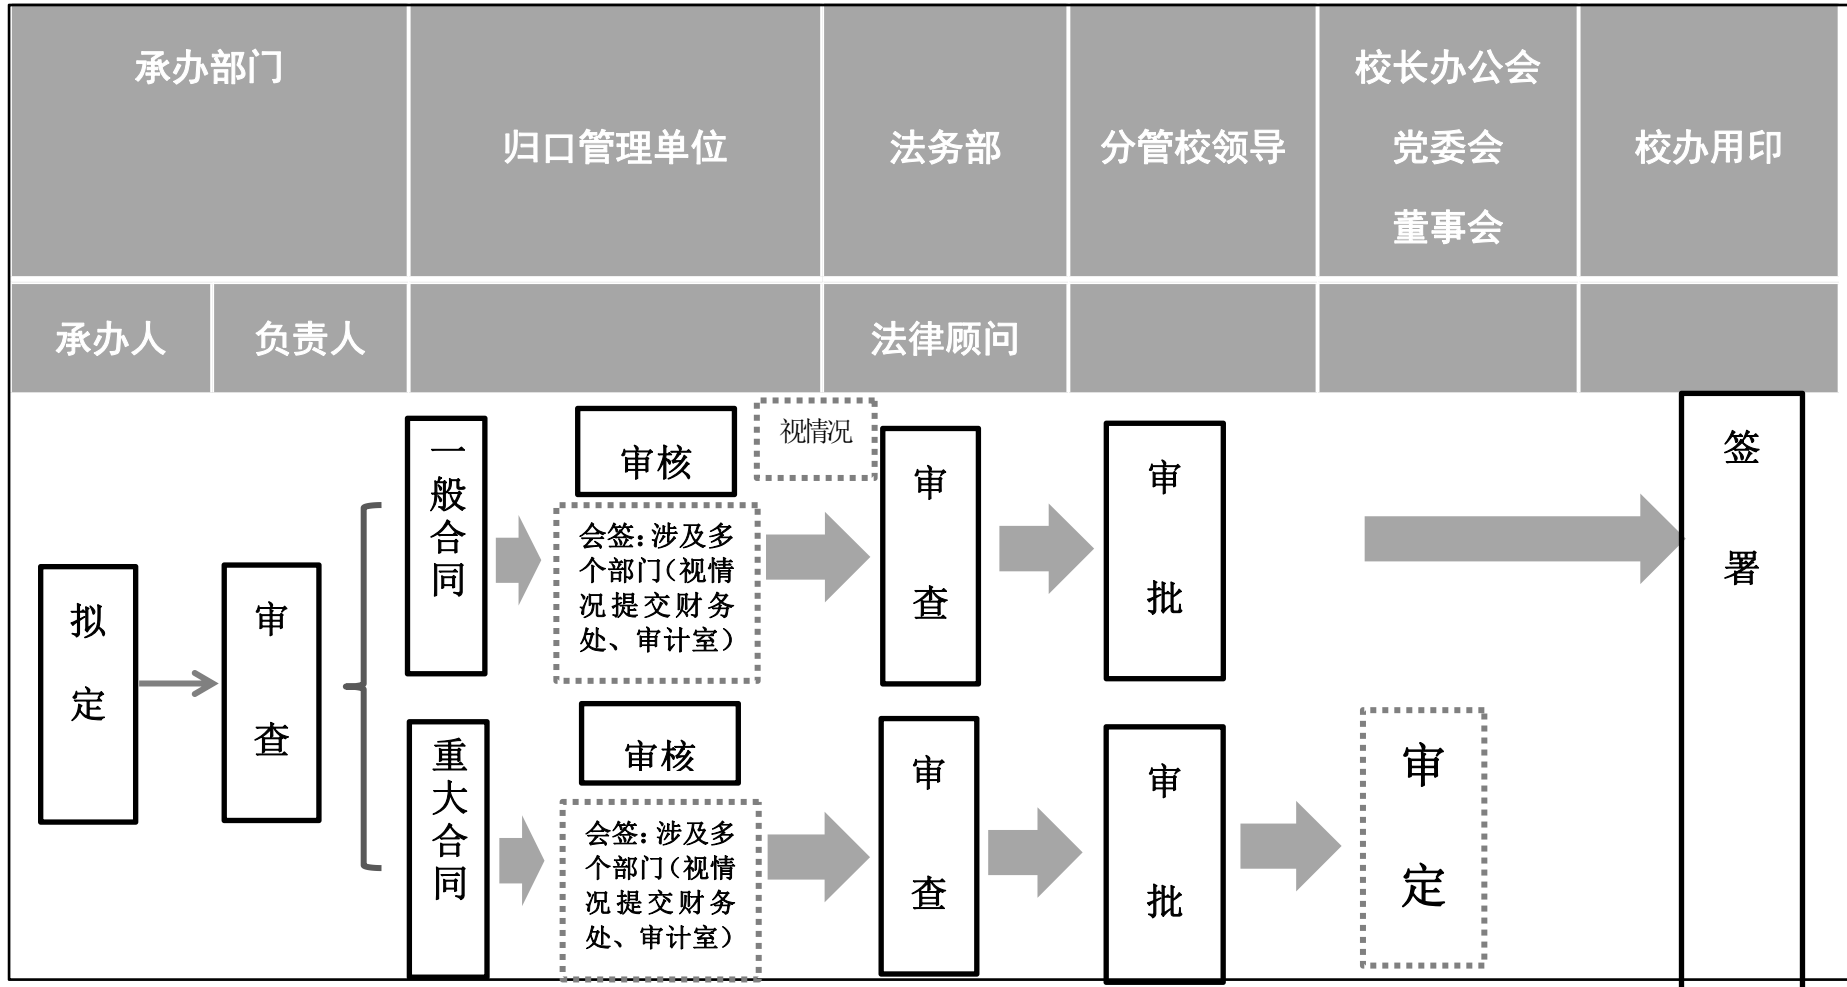 承办部门
归口管理单位
法务部
分管校领导
校长办公会
党委会
董事会
校办用印
承办人
负责人
法律顾问
拟
定
审
查
一
般
合
同
审核
会签：涉及多
个部门（视情
况提交财务
处、审计室）
视情况
审
查
审
批
签
署
重
大
合
同
审核
会签：涉及多
个部门（视情
况提交财务
处、审计室）
审
查
审
批
审
定